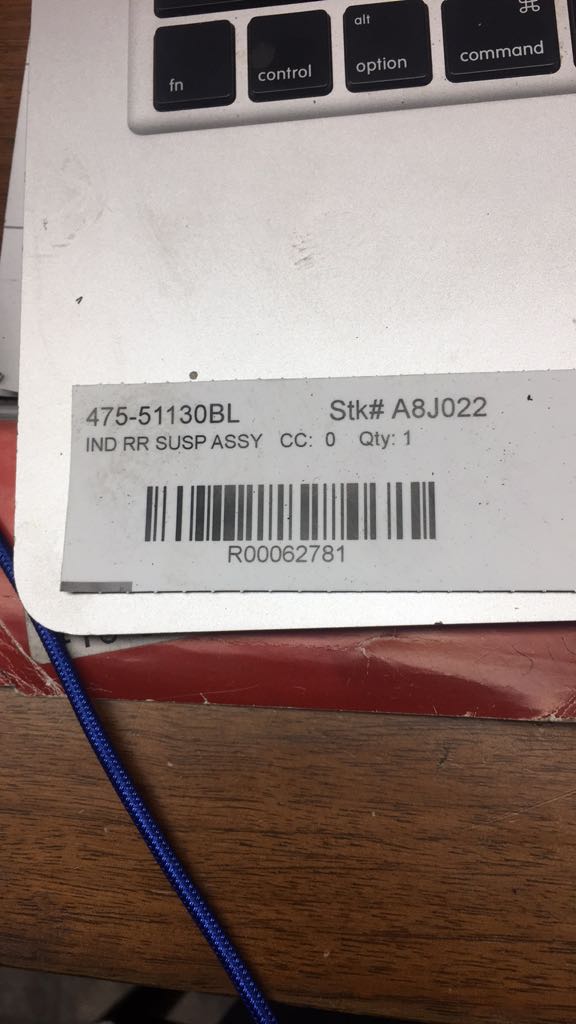 alt ⌘
fn control option command
475-51130BL Stk# A8J022
IND RR SUSP ASSY CC: 0 Qty: 1
R00062781